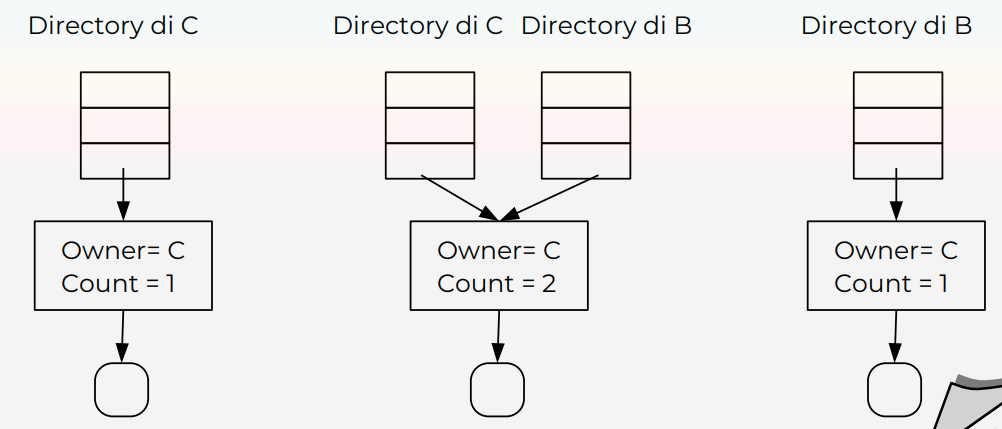 Directory di C
Directory di C
Directory di B
Directory di B
Owner= C
Count = 1
Owner= C
Count = 2
Owner= C
Count = 1